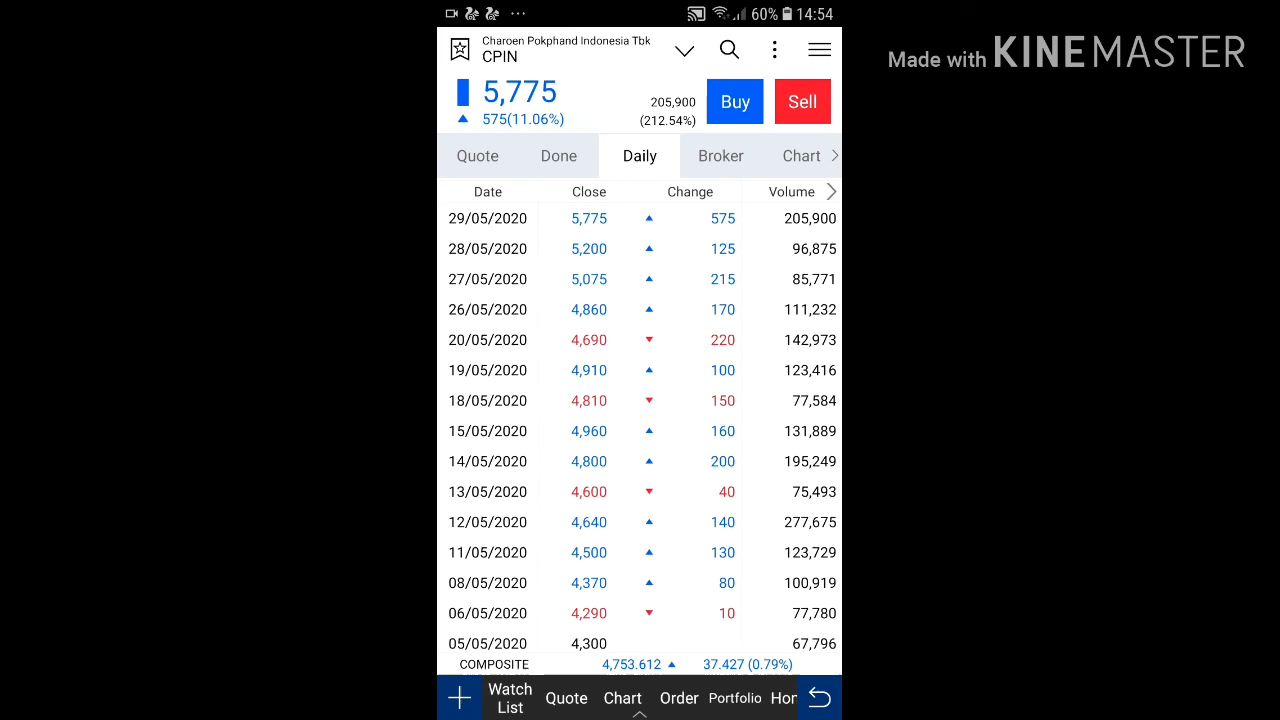 60% 14:54
Made with KINEMASTER
Charoen Pokphand Indonesia Tbk
CPIN
5,775
575(11.06%)
205,900
(212.54%)
Buy
Sell
Quote Done Daily Broker Chart
Date Close Change Volume
29/05/2020 5,775 ▲ 575 205,900
28/05/2020 5,200 ▲ 125 96,875
27/05/2020 5,075 ▲ 215 85,771
26/05/2020 4,860 ▲ 170 111,232
20/05/2020 4,690 ▼ 220 142,973
19/05/2020 4,910 ▲ 100 123,416
18/05/2020 4,810 ▼ 150 77,584
15/05/2020 4,960 ▲ 160 131,889
14/05/2020 4,800 ▲ 200 195,249
13/05/2020 4,600 ▼ 40 75,493
12/05/2020 4,640 ▲ 140 277,675
11/05/2020 4,500 ▲ 130 123,729
08/05/2020 4,370 ▲ 80 100,919
06/05/2020 4,290 ▼ 10 77,780
05/05/2020 4,300 67,796
COMPOSITE 4,753.612 ▲ 37.427 (0.79%)
Watch List Quote Chart Order Portfolio Hor